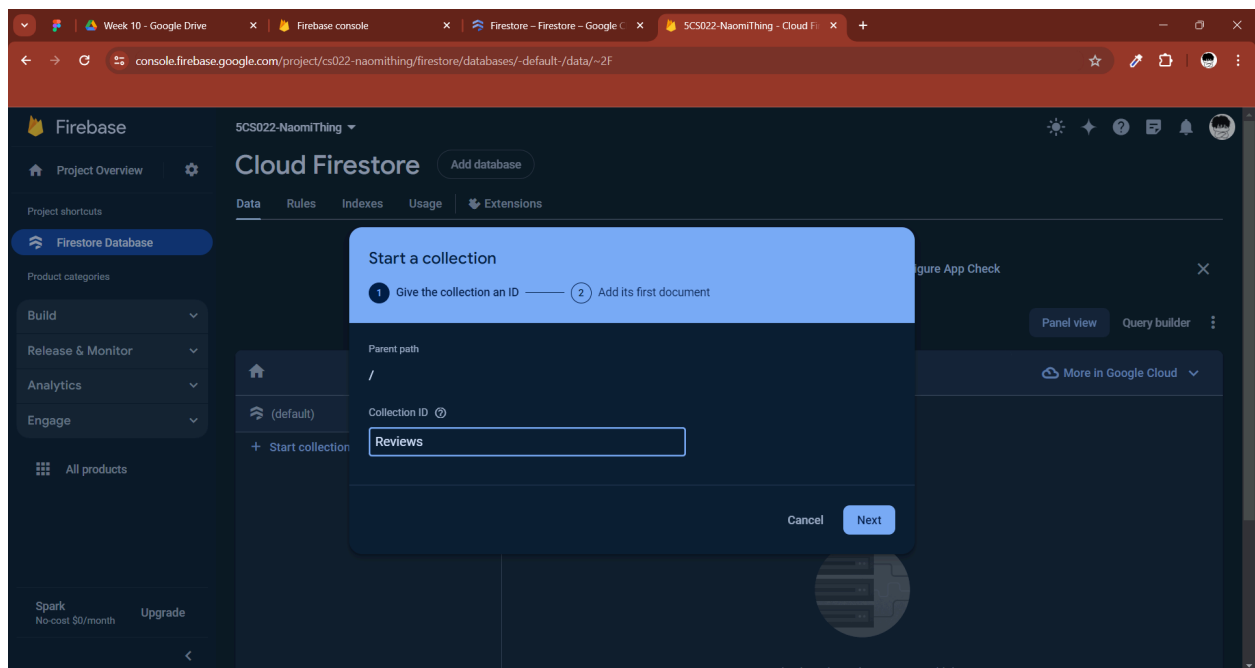 Week 10 - Google Drive
Firebase console
Firestore – Firestore – Google C
5CS022-NaomiThing - Cloud Fi
console.firebase.google.com/project/cs022-naomithing/firestore/databases/-default-/data/~2F
Firebase
5CS022-NaomiThing
Project Overview
Cloud Firestore
Add database
Project shortcuts
Data Rules Indexes Usage Extensions
Firestore Database
Product categories
Start a collection
igure App Check
1 Give the collection an ID
2 Add its first document
Build
Panel view
Query builder
Release & Monitor
Parent path
/
More in Google Cloud
Analytics
(default)
Collection ID
Engage
Reviews
Start collection
All products
Cancel
Next
Spark
No-cost $0/month
Upgrade